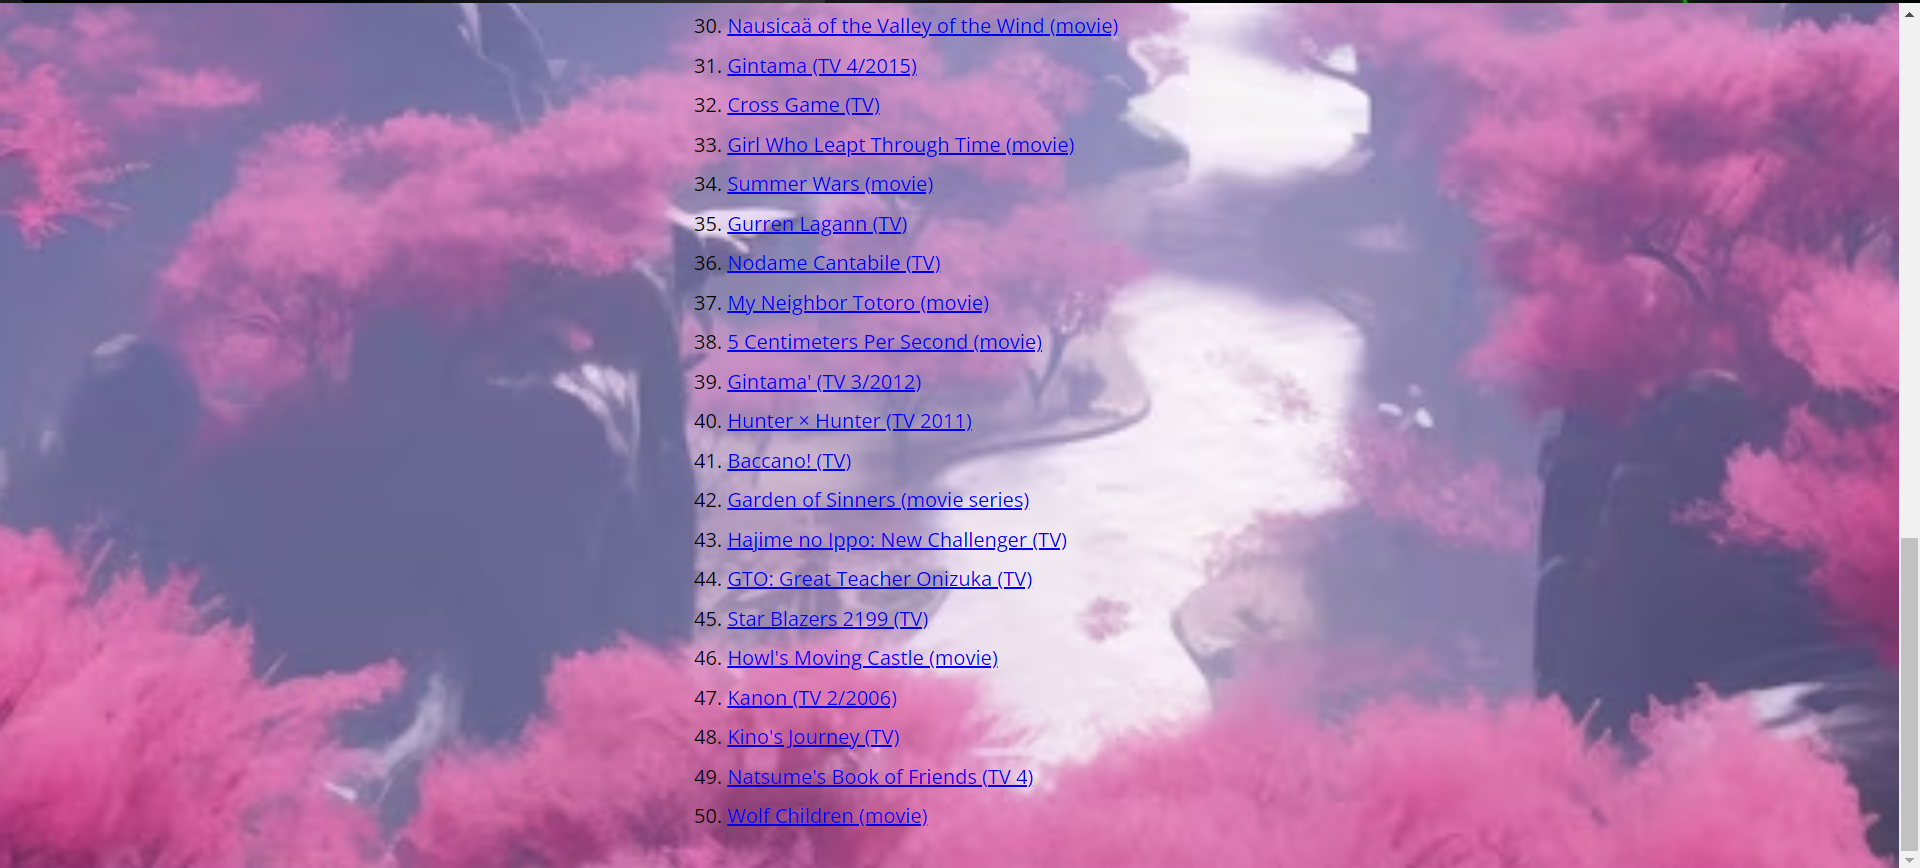 30. Nausicaä of the Valley of the Wind (movie)
31. Gintama (TV 4/2015)
32. Cross Game (TV)
33. Girl Who Leapt Through Time (movie)
34. Summer Wars (movie)
35. Gurren Lagann (TV)
36. Nodame Cantabile (TV)
37. My Neighbor Totoro (movie)
38. 5 Centimeters Per Second (movie)
39. Gintama' (TV 3/2012)
40. Hunter × Hunter (TV 2011)
41. Baccano! (TV)
42. Garden of Sinners (movie series)
43. Hajime no Ippo: New Challenger (TV)
44. GTO: Great Teacher Onizuka (TV)
45. Star Blazers 2199 (TV)
46. Howl's Moving Castle (movie)
47. Kanon (TV 2/2006)
48. Kino's Journey (TV)
49. Natsume's Book of Friends (TV 4)
50. Wolf Children (movie)